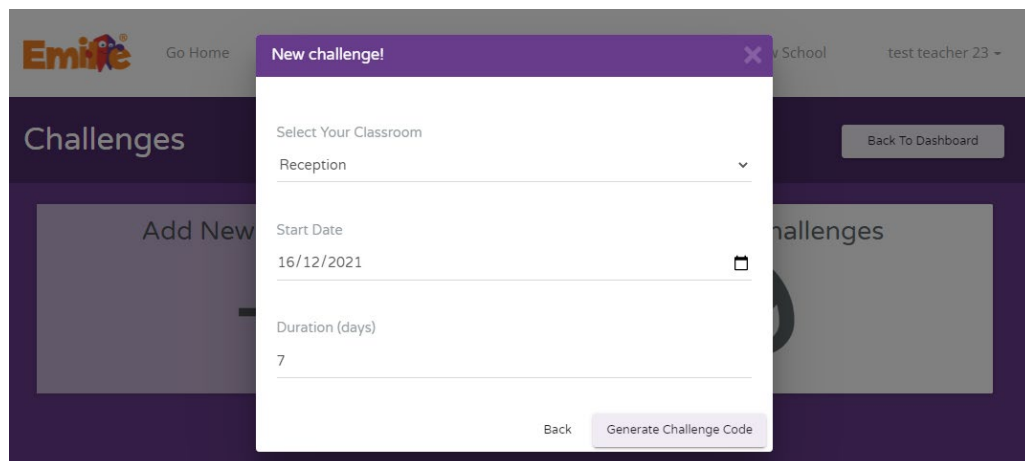 Emile®
Go Home
School
test teacher 23
New challenge!
Challenges
Back To Dashboard
Select Your Classroom
Reception
Add New
Start Date
16/12/2021
Duration (days)
7
Back
Generate Challenge Code